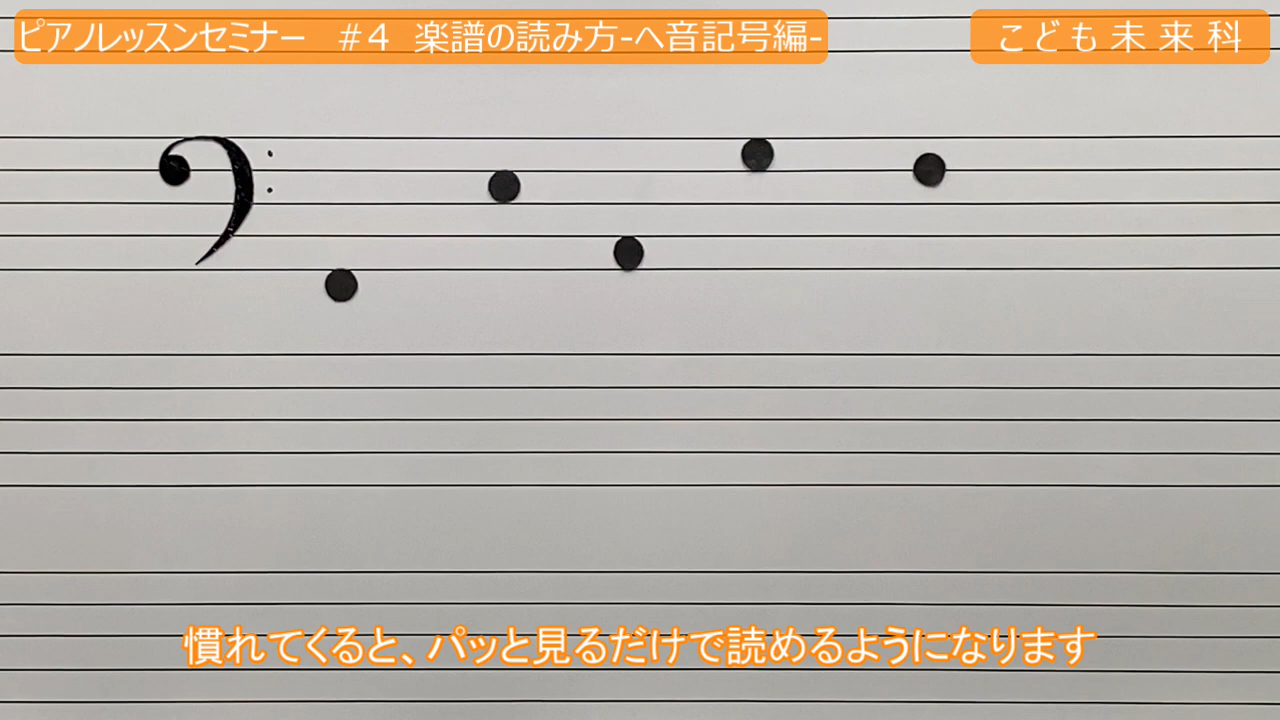 ピアノレッスンセミナー #4 楽譜の読み方-ヘ音記号編-
こども未来科
慣れてくると、パッと見るだけで読めるようになります